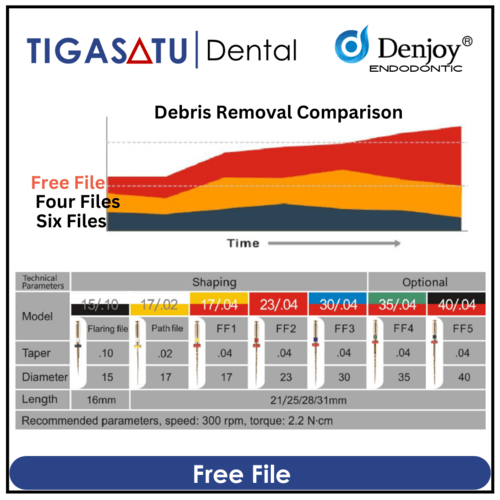 TIGASATU | Dental
Denjoy®
ENDODONTIC
Debris Removal Comparison
Free File
Four Files
Six Files
Time
Technical Parameters Shaping Optional
Model 15/.10 17/.02 17/.04 23/.04 30/.04 35/.04 40/.04
Flaring file Path file FF1 FF2 FF3 FF4 FF5
Taper .10 .02 .04 .04 .04 .04 .04
Diameter 15 17 17 23 30 35 40
Length 16mm 21/25/28/31mm
Recommended parameters, speed: 300 rpm, torque: 2.2 N·cm
Free File